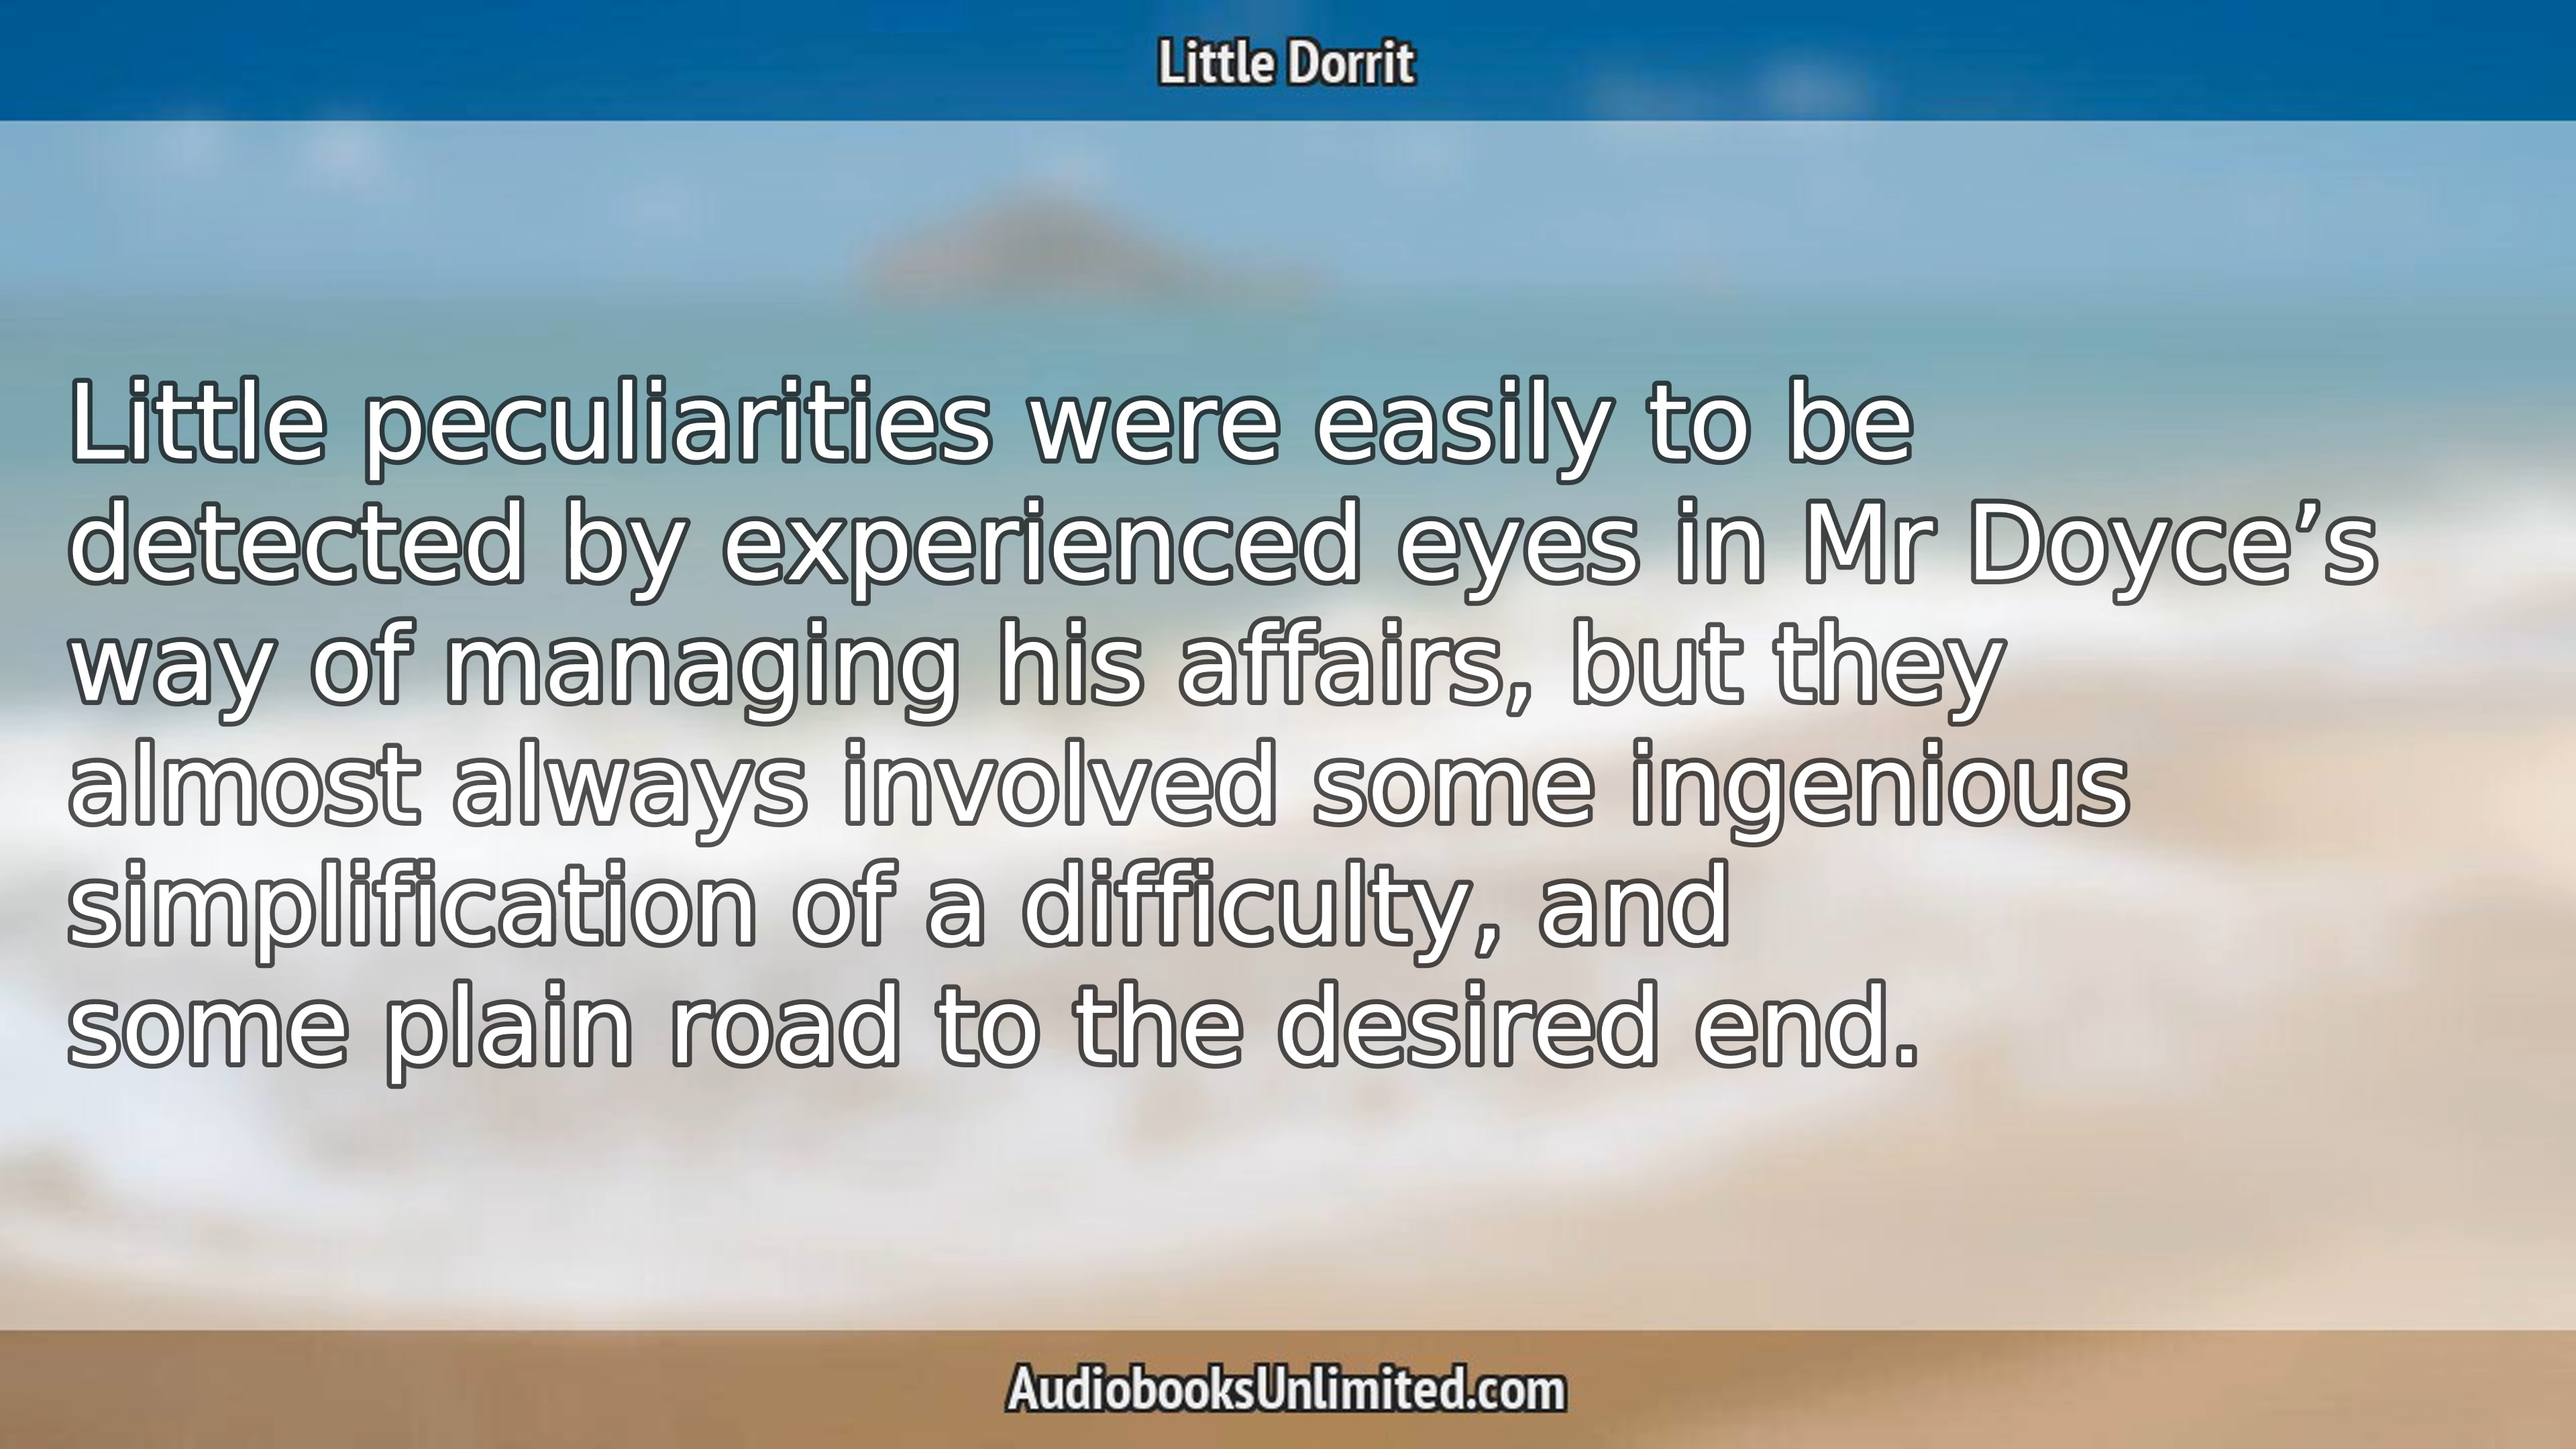 Little Dorrit
Little peculiarities were easily to be
detected by experienced eyes in Mr Doyce’s
way of managing his affairs, but they
almost always involved some ingenious
simplification of a difficulty, and
some plain road to the desired end.
AudiobooksUnlimited.com